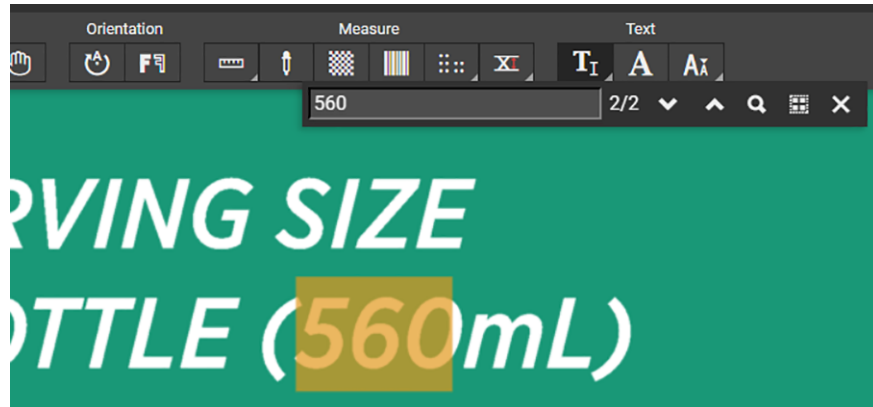 Orientation Measure Text
560 2/2
RVING SIZE
OTTLE (560mL)